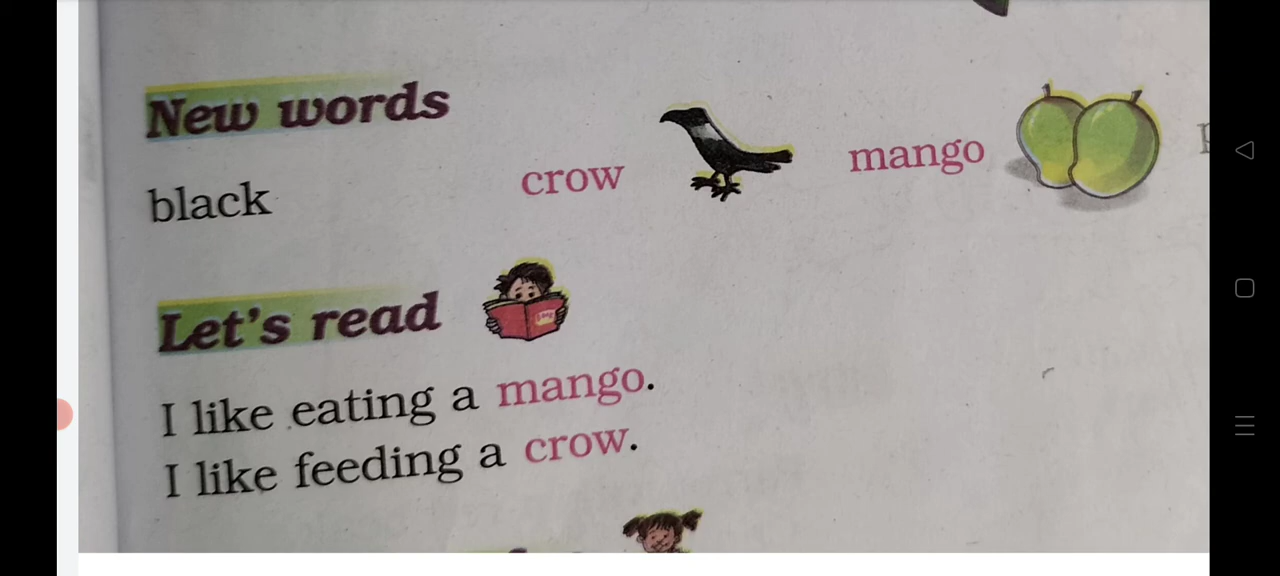 New words
black crow mango
Let's read
I like eating a mango.
I like feeding a crow.